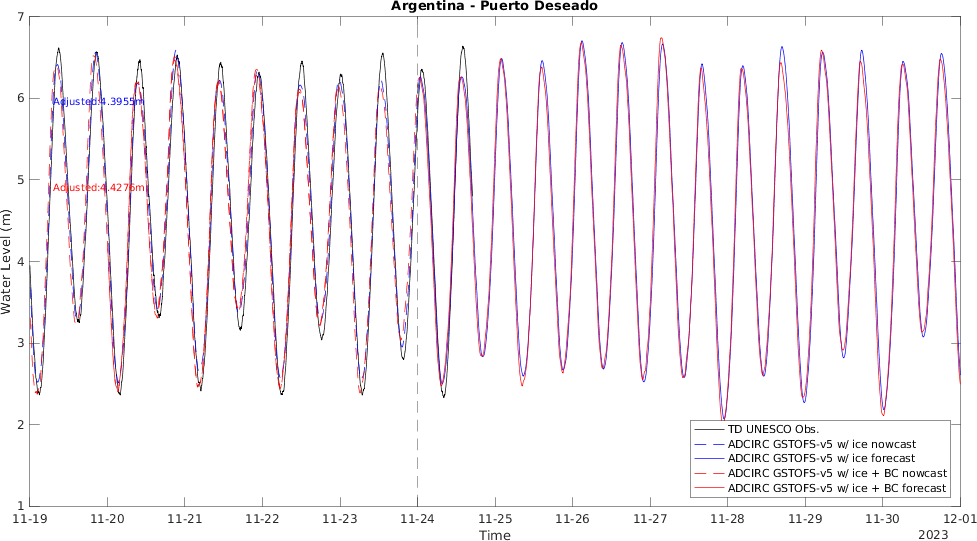 Argentina - Puerto Deseado
7
6
5
4
3
2
1
Water Level (m)
Adjusted:4.3955m
Adjusted:4.4276m
TD UNESCO Obs.
ADCIRC GSTOFS-v5 w/ ice nowcast
ADCIRC GSTOFS-v5 w/ ice forecast
ADCIRC GSTOFS-v5 w/ ice + BC nowcast
ADCIRC GSTOFS-v5 w/ ice + BC forecast
11-19 11-20 11-21 11-22 11-23 11-24 11-25 11-26 11-27 11-28 11-29 11-30 12-01
Time
2023